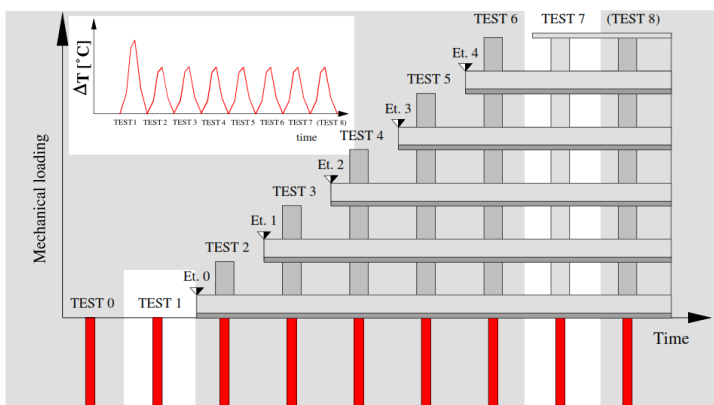 TEST 6
TEST 7
(TEST 8)
ΔT [°C]
TEST1
TEST 2
TEST 3
TEST 4
TEST 5
TEST 6
TEST 7
(TEST 8)
time
Et. 4
TEST 5
Et. 3
TEST 4
Et. 2
TEST 3
Et. 1
TEST 2
Et. 0
TEST 0
TEST 1
Mechanical loading
Time